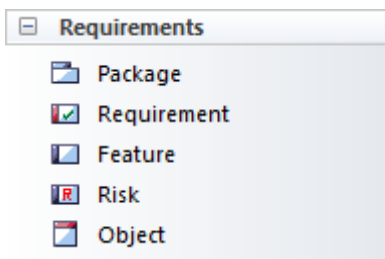 Requirements
Package
Requirement
Feature
R Risk
Object